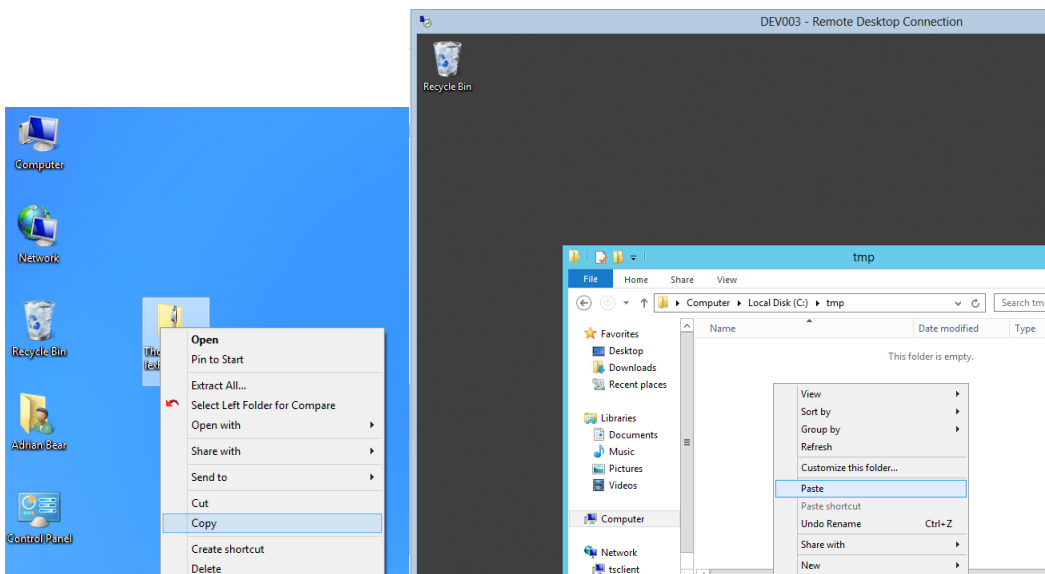 DEV003 - Remote Desktop Connection
Recycle Bin
Computer
Network
Recycle Bin
Adrian Bear
Control Panel
The
Open
Pin to Start
Extract All...
Select Left Folder for Compare
Open with
Share with
Send to
Cut
Copy
Create shortcut
Delete
tmp
File Home Share View
Computer Local Disk (C:) tmp
Search tm
Favorites
Desktop
Downloads
Recent places
Libraries
Documents
Music
Pictures
Videos
Computer
Network
tsclient
Name Date modified Type
This folder is empty.
View
Sort by
Group by
Refresh
Customize this folder...
Paste
Paste shortcut
Undo Rename Ctrl+Z
Share with
New